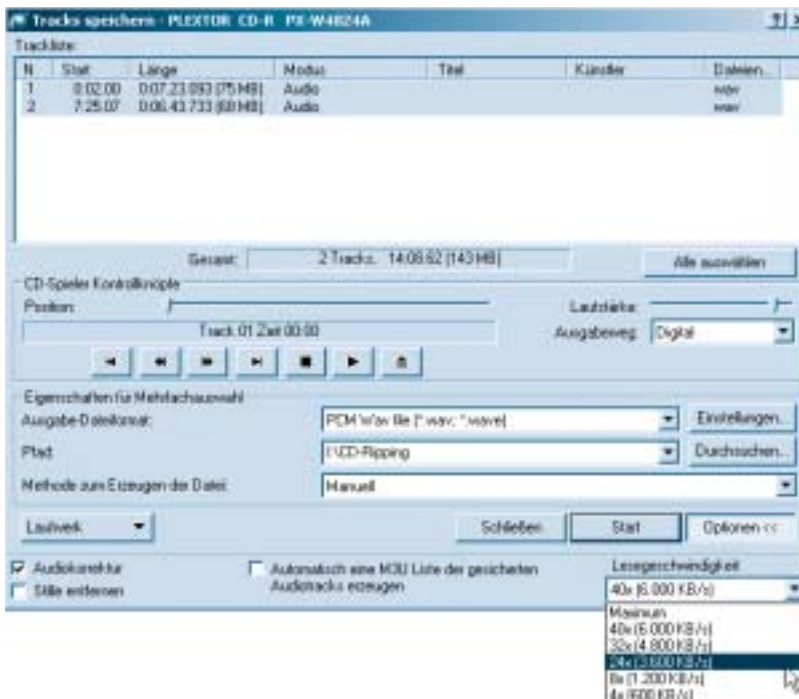 Tracks speichern - PLEXTOR CD-R PX-W4824A
Trackliste:
N Start Länge Modus Titel Künstler Dateien...
1 0:02.00 0:07.23.093 (75 MB) Audio wav
2 7:25.07 0:06.43.733 (68 MB) Audio wav
Gesamt: 2 Tracks, 14:08.62 (143 MB) Alle auswählen
CD-Spieler Kontrollknöpfe
Position: Lautstärke:
Track 01 Zeit 00:00 Ausgabeweg: Digital
Eigenschaften für Mehrfachauswahl
Ausgabe-Dateiformat: PCM Wav file (*.wav; *.wave) Einstellungen...
Pfad: I:\CD-Ripping Durchsuchen...
Methode zum Erzeugen der Datei: Manuell
Laufwerk Schließen Start Optionen <<
Audiokorrektur Automatisch eine M3U Liste der gesicherten Lesegeschwindigkeit
Stille entfernen Audiotracks erzeugen 40x (6.000 KB/s)
Maximum
40x (6.000 KB/s)
32x (4.800 KB/s)
24x (3.600 KB/s)
8x (1.200 KB/s)
4x (600 KB/s)